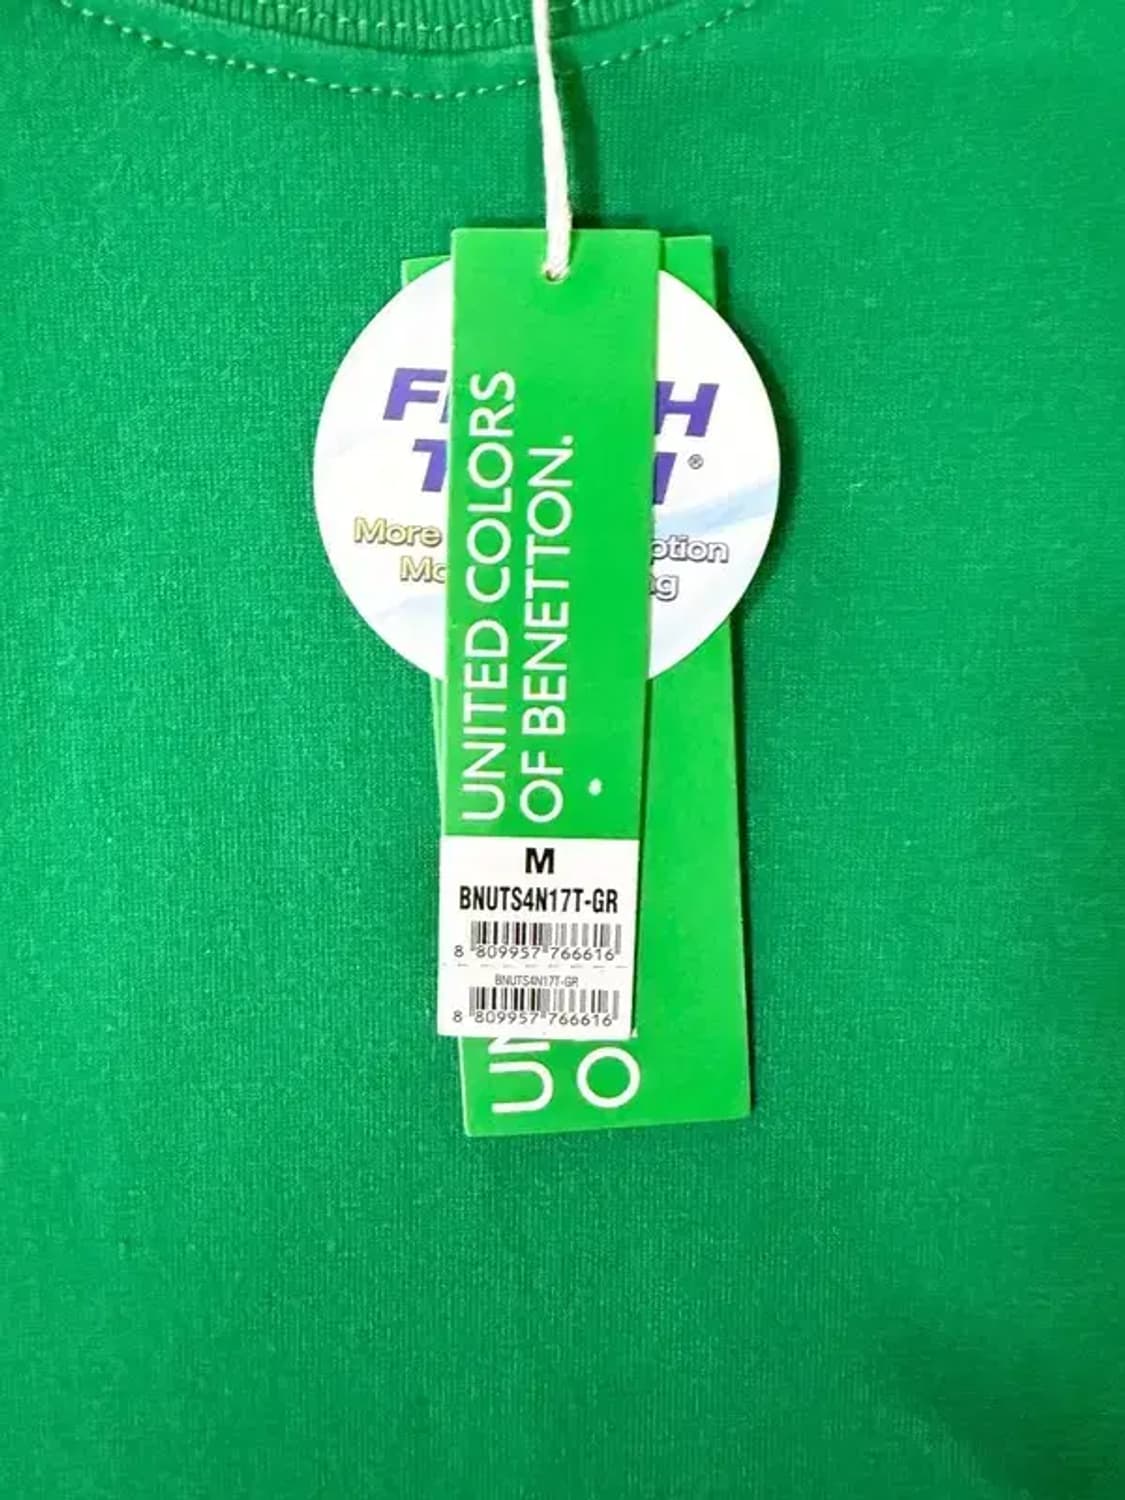 UNITED COLORS
OF BENETTON.
More
M
BNUTS4N17T-GR
8 809957 766616
BNUTS4N17T-GR
8 809957 766616